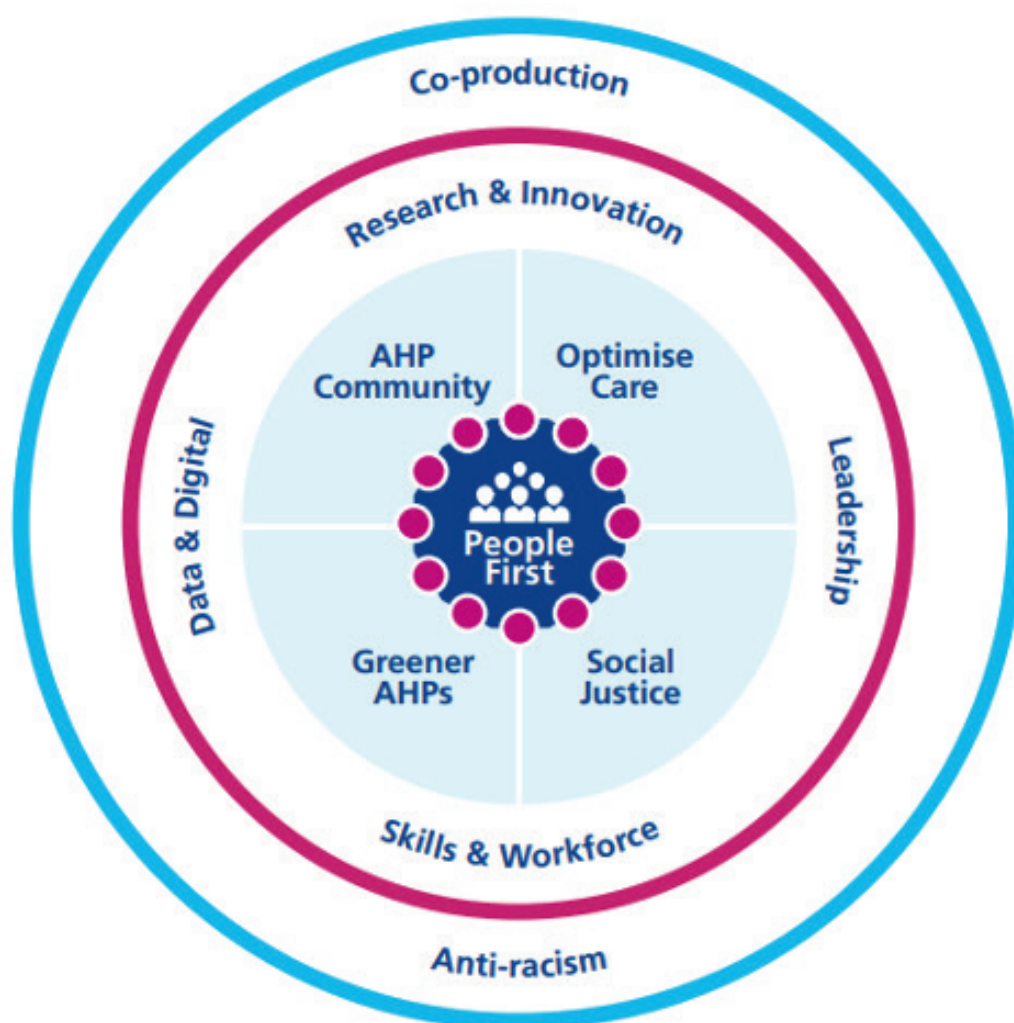 Co-production
Research & Innovation
AHP
Community
Optimise
Care
Data & Digital
Leadership
People
First
Greener
AHPs
Social
Justice
Skills & Workforce
Anti-racism